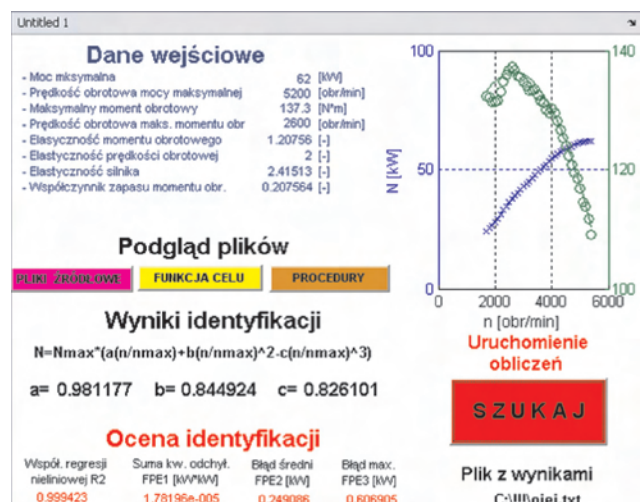 Untitled 1
Dane wejściowe
- Moc mksymalna 62 [kW]
- Prędkość obrotowa mocy maksymalnej 5200 [obr/min]
- Maksymalny moment obrotowy 137.3 [N*m]
- Prędkość obrotowa maks. momentu obr 2600 [obr/min]
- Elasyczność momentu obrotowego 1.20756 [-]
- Elastyczność prędkości obrotowej 2 [-]
- Elastyczność silnika 2.41513 [-]
- Współczynnik zapasu momentu obr. 0.207564 [-]
Podgląd plików
PLIKI ŹRÓDŁOWE FUNKCJA CELU PROCEDURY
Wyniki identyfikacji
N=Nmax*(a(n/nmax)+b(n/nmax)^2-c(n/nmax)^3)
a= 0.981177 b= 0.844924 c= 0.826101
Ocena identyfikacji
Współ. regresji nieliniowej R2
0.999423
Suma kw. odchył. FPE1 [kW*kW]
1.78196e-005
Błąd średni FPE2 [kW]
0.249086
Błąd max. FPE3 [kW]
0.606905
100
50
0
N [kW]
140
120
100
0 2000 4000 6000
n [obr/min]
Uruchomienie
obliczeń
SZUKAJ
Plik z wynikami